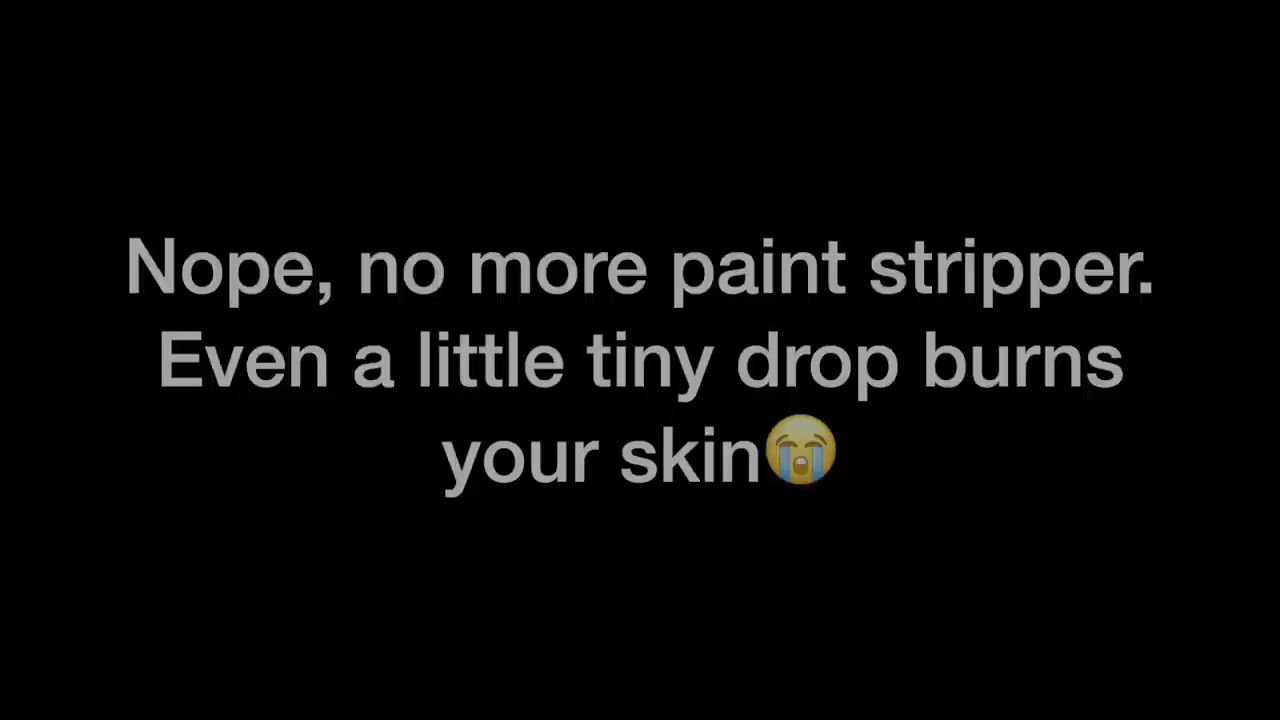 Nope, no more paint stripper.
Even a little tiny drop burns
your skin😭